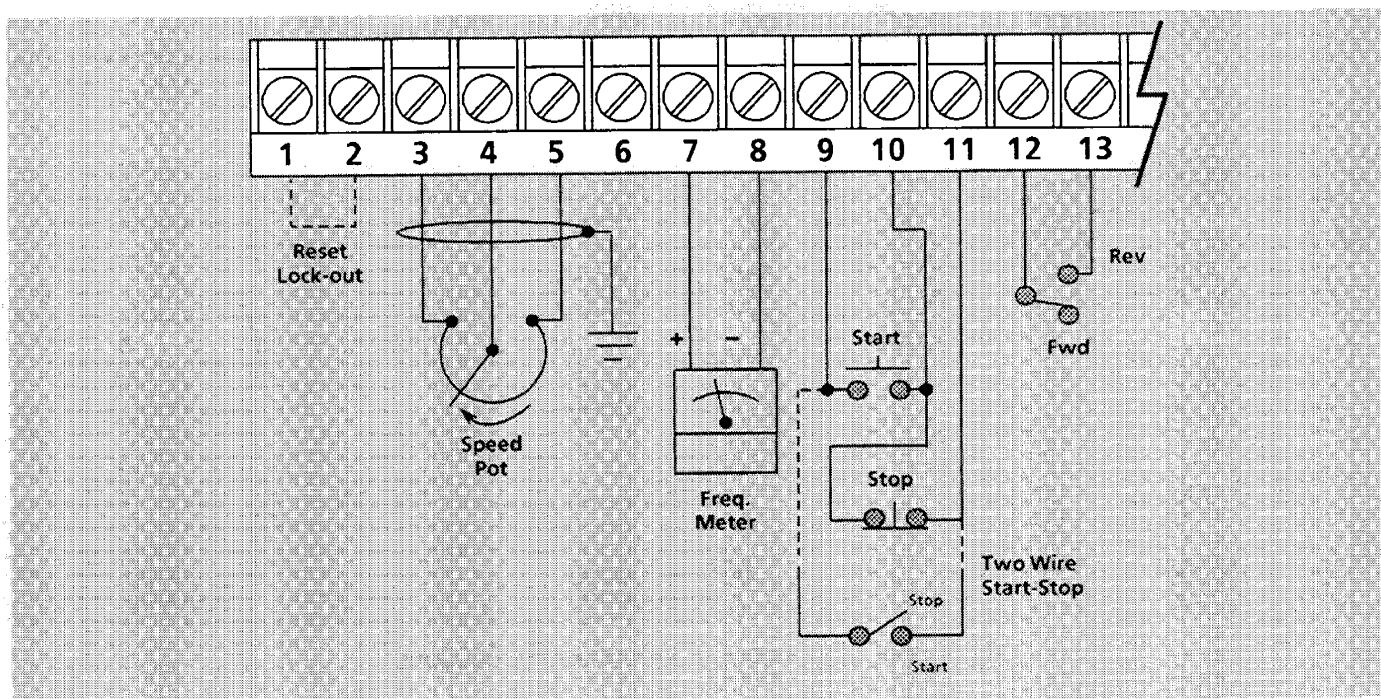 1 2 3 4 5 6 7 8 9 10 11 12 13
Reset
Lock-out
Speed
Pot
+ −
Freq.
Meter
Start
Stop
Rev
Fwd
Two Wire
Start-Stop
Stop
Start